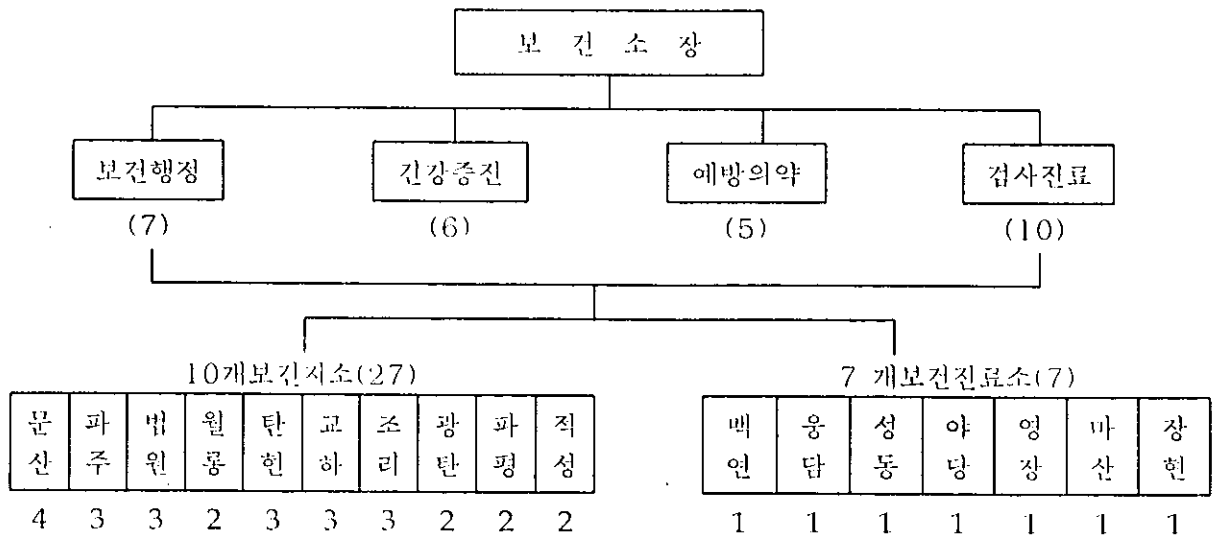 보 건 소 장
보건행정 건강증진 예방의약 검사진료
(7) (6) (5) (10)
10개보건지소(27) 7 개보건진료소(7)
문산 파주 법원 월롱 탄현 교하 조리 광탄 파평 적성 백연 웅담 성동 야당 영장 마산 장현
4 3 3 2 3 3 3 2 2 2 1 1 1 1 1 1 1